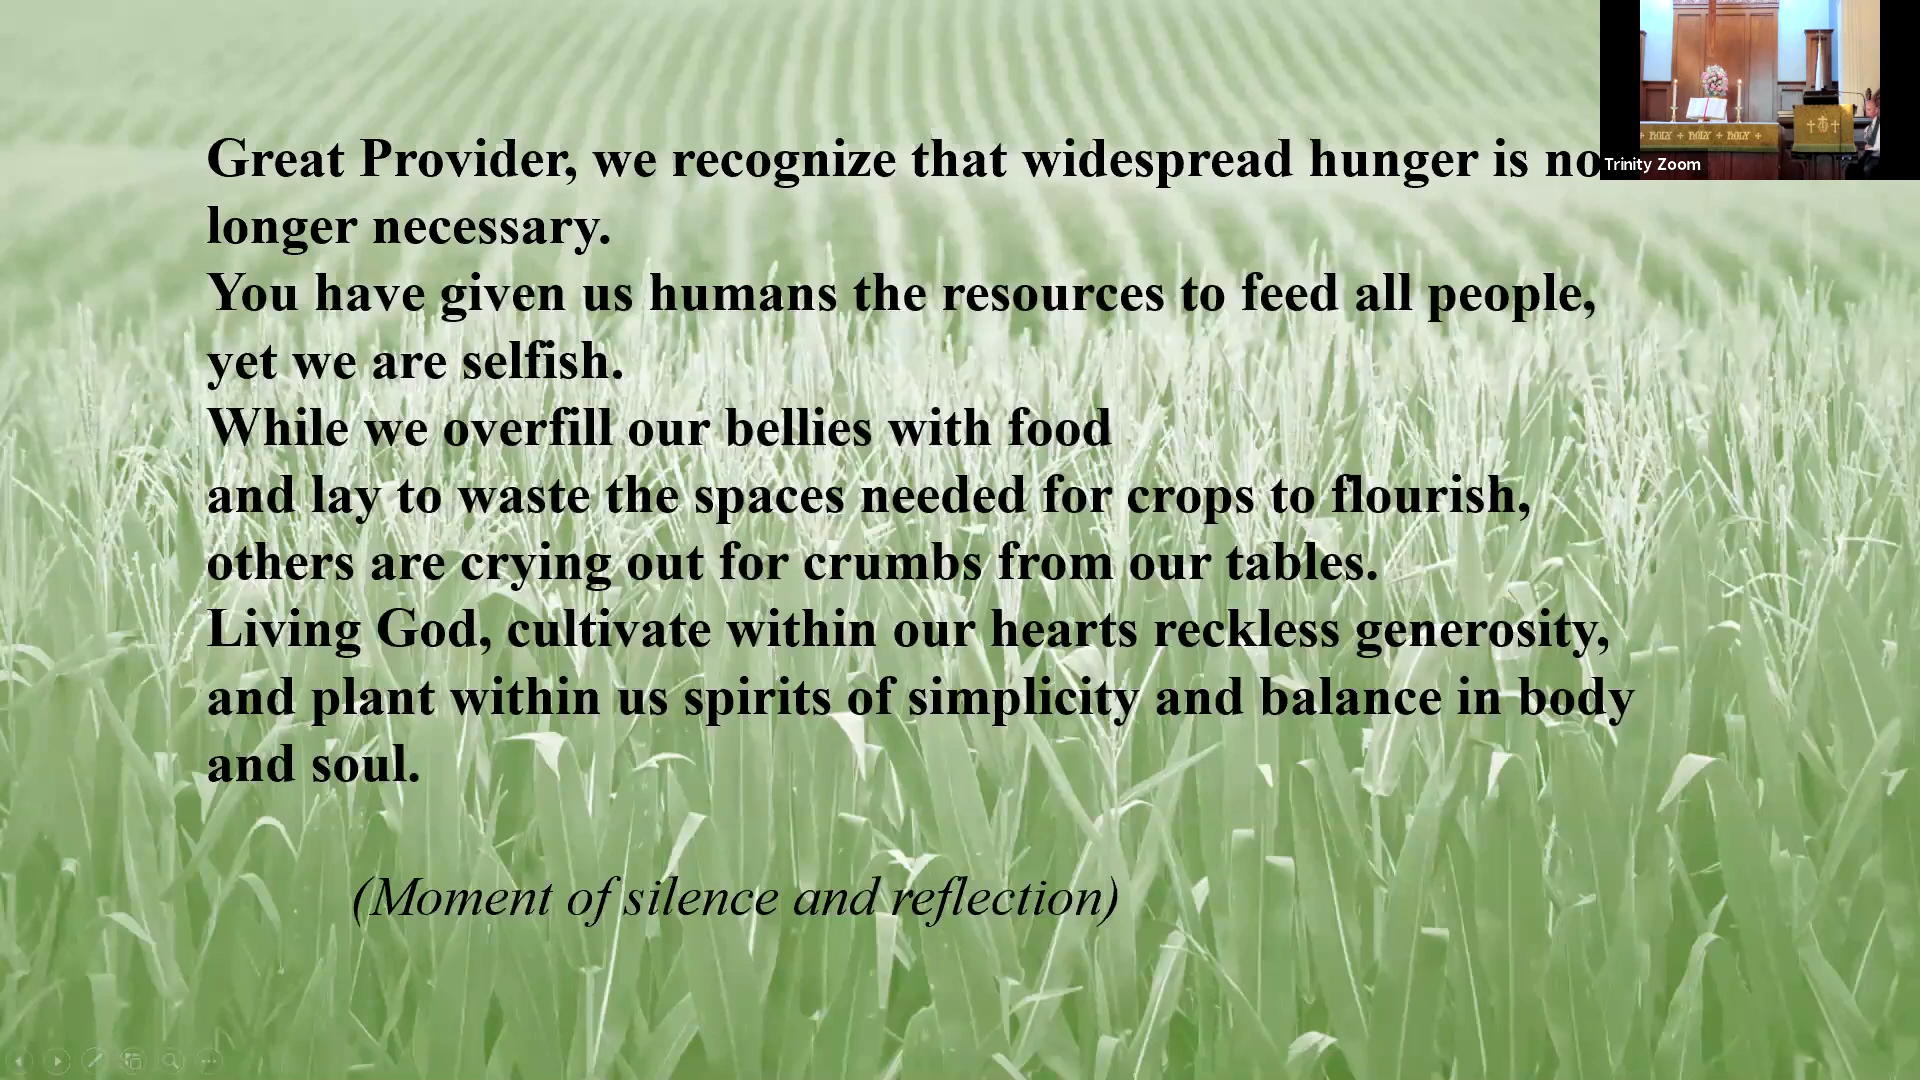 Great Provider, we recognize that widespread hunger is no
longer necessary.
You have given us humans the resources to feed all people,
yet we are selfish.
While we overfill our bellies with food
and lay to waste the spaces needed for crops to flourish,
others are crying out for crumbs from our tables.
Living God, cultivate within our hearts reckless generosity,
and plant within us spirits of simplicity and balance in body
and soul.
(Moment of silence and reflection)
HOLY + HOLY + HOLY +
Trinity Zoom